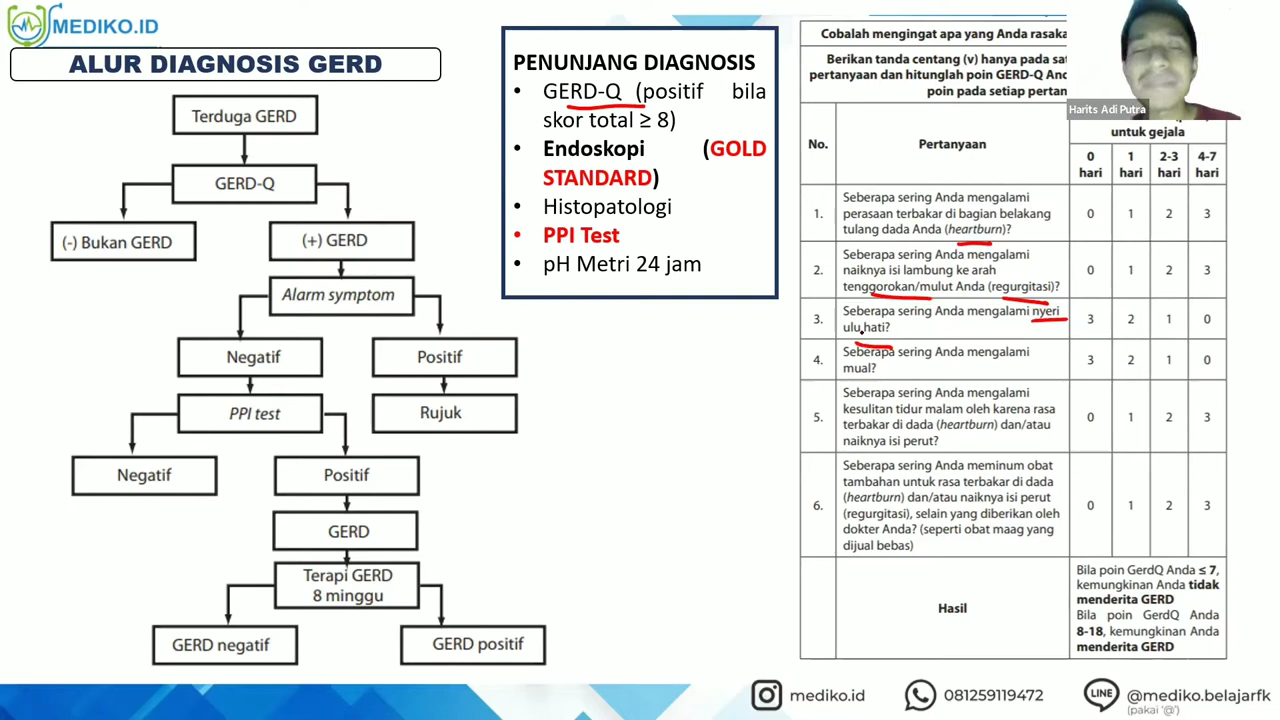 MEDIKO.ID
ALUR DIAGNOSIS GERD
Terduga GERD
GERD-Q
(-) Bukan GERD
(+) GERD
Alarm symptom
Negatif
Positif
PPI test
Rujuk
Negatif
Positif
GERD
Terapi GERD
8 minggu
GERD negatif
GERD positif
PENUNJANG DIAGNOSIS
• GERD-Q (positif bila
skor total ≥ 8)
• Endoskopi (GOLD
STANDARD)
• Histopatologi
• PPI Test
• pH Metri 24 jam
Cobalah mengingat apa yang Anda
Berikan tanda centang (v) hanya pada
pertanyaan dan hitunglah poin GERD-Q
poin pada setiap
Harits Adi Putra
untuk gejala
No.
Pertanyaan
0 hari
1 hari
2-3 hari
4-7 hari
1.
Seberapa sering Anda mengalami
perasaan terbakar di bagian belakang
tulang dada Anda (heartburn)?
0 1 2 3
2.
Seberapa sering Anda mengalami
naiknya isi lambung ke arah
tenggorokan/mulut Anda (regurgitasi)?
0 1 2 3
3.
Seberapa sering Anda mengalami nyeri
ulu hati?
3 2 1 0
4.
Seberapa sering Anda mengalami
mual?
3 2 1 0
5.
Seberapa sering Anda mengalami
kesulitan tidur malam oleh karena rasa
terbakar di dada (heartburn) dan/atau
naiknya isi perut?
0 1 2 3
6.
Seberapa sering Anda meminum obat
tambahan untuk rasa terbakar di dada
(heartburn) dan/atau naiknya isi perut
(regurgitasi), selain yang diberikan oleh
dokter Anda? (seperti obat maag yang
dijual bebas)
0 1 2 3
Hasil
Bila poin GerdQ Anda ≤ 7,
kemungkinan Anda tidak
menderita GERD
Bila poin GerdQ Anda
8-18, kemungkinan Anda
menderita GERD
mediko.id
081259119472
LINE
@mediko.belajarfk
(pakai '@')